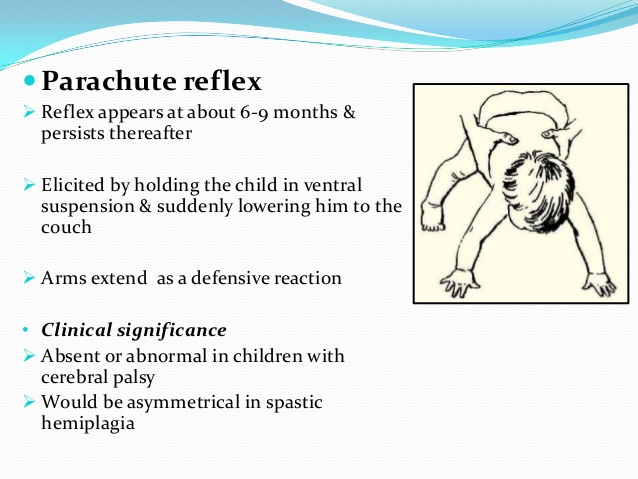 Parachute reflex
Reflex appears at about 6-9 months &
persists thereafter
Elicited by holding the child in ventral
suspension & suddenly lowering him to the
couch
Arms extend as a defensive reaction
Clinical significance
Absent or abnormal in children with
cerebral palsy
Would be asymmetrical in spastic
hemiplagia